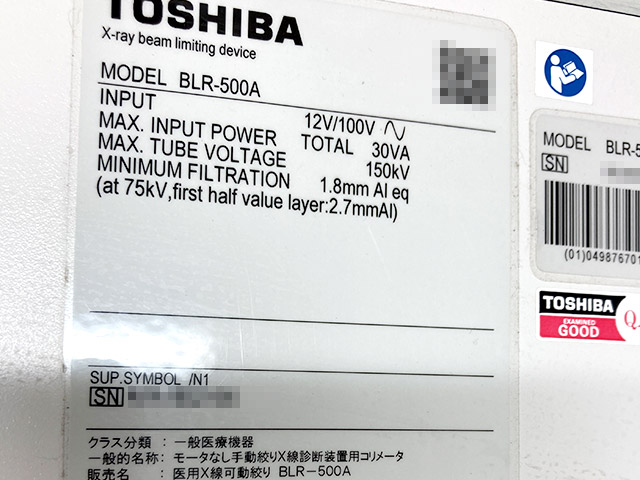 TOSHIBA
X-ray beam limiting device
MODEL BLR-500A
INPUT 12V/100V ∿
MAX. INPUT POWER TOTAL 30VA
MAX. TUBE VOLTAGE 150kV
MINIMUM FILTRATION 1.8mm Al eq
(at 75kV,first half value layer:2.7mmAl)
SUP.SYMBOL /N1
SN
クラス分類 : 一般医療機器
一般的名称: モータなし手動絞りX線診断装置用コリメータ
販売名 : 医用X線可動絞り BLR-500A
MODEL BLR-5
SN
(01)049876701
TOSHIBA
EXAMINED
GOOD
Q.